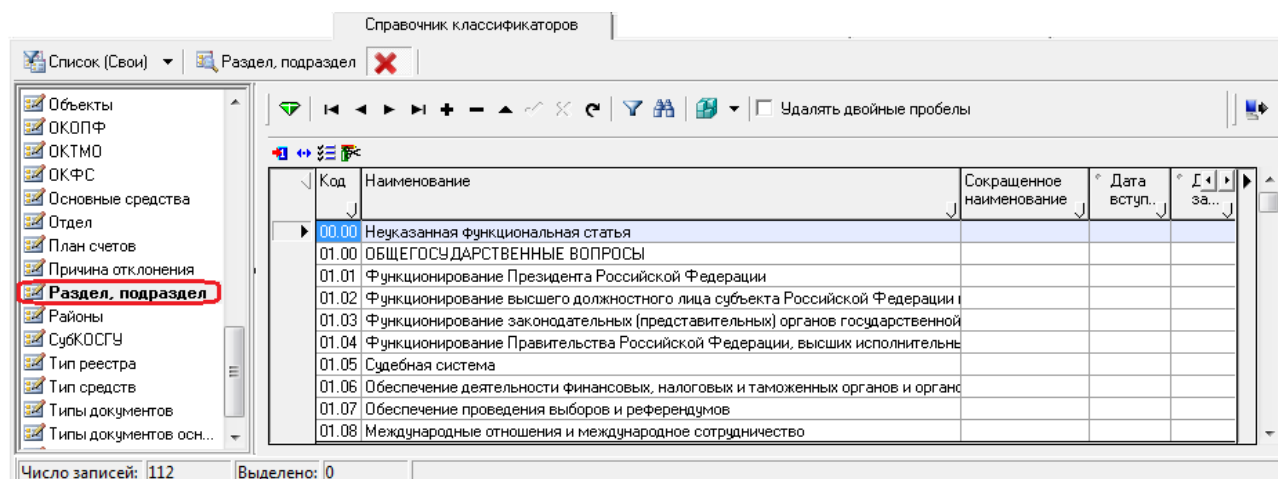 Справочник классификаторов
Список (Свои) Раздел, подраздел
Объекты
ОКОПФ
ОКТМО
ОКФС
Основные средства
Отдел
План счетов
Причина отклонения
Раздел, подраздел
Районы
СубКОСГУ
Тип реестра
Тип средств
Типы документов
Типы документов осн...
Удалять двойные пробелы
Код Наименование Сокращенное наименование Дата вступ... Д за...
00.00 Неуказанная функциональная статья
01.00 ОБЩЕГОСУДАРСТВЕННЫЕ ВОПРОСЫ
01.01 Функционирование Президента Российской Федерации
01.02 Функционирование высшего должностного лица субъекта Российской Федерации и
01.03 Функционирование законодательных (представительных) органов государственной
01.04 Функционирование Правительства Российской Федерации, высших исполнительны
01.05 Судебная система
01.06 Обеспечение деятельности финансовых, налоговых и таможенных органов и органо
01.07 Обеспечение проведения выборов и референдумов
01.08 Международные отношения и международное сотрудничество
Число записей: 112 Выделено: 0